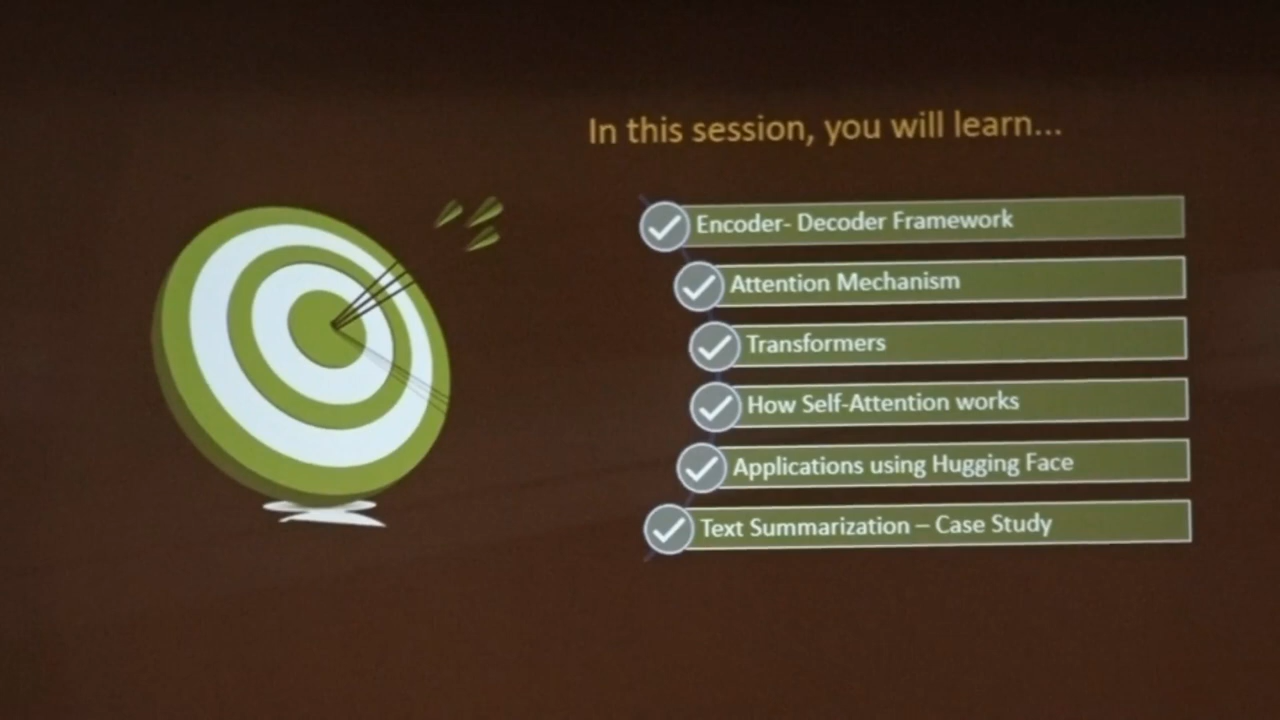 In this session, you will learn...
Encoder- Decoder Framework
Attention Mechanism
Transformers
How Self-Attention works
Applications using Hugging Face
Text Summarization – Case Study